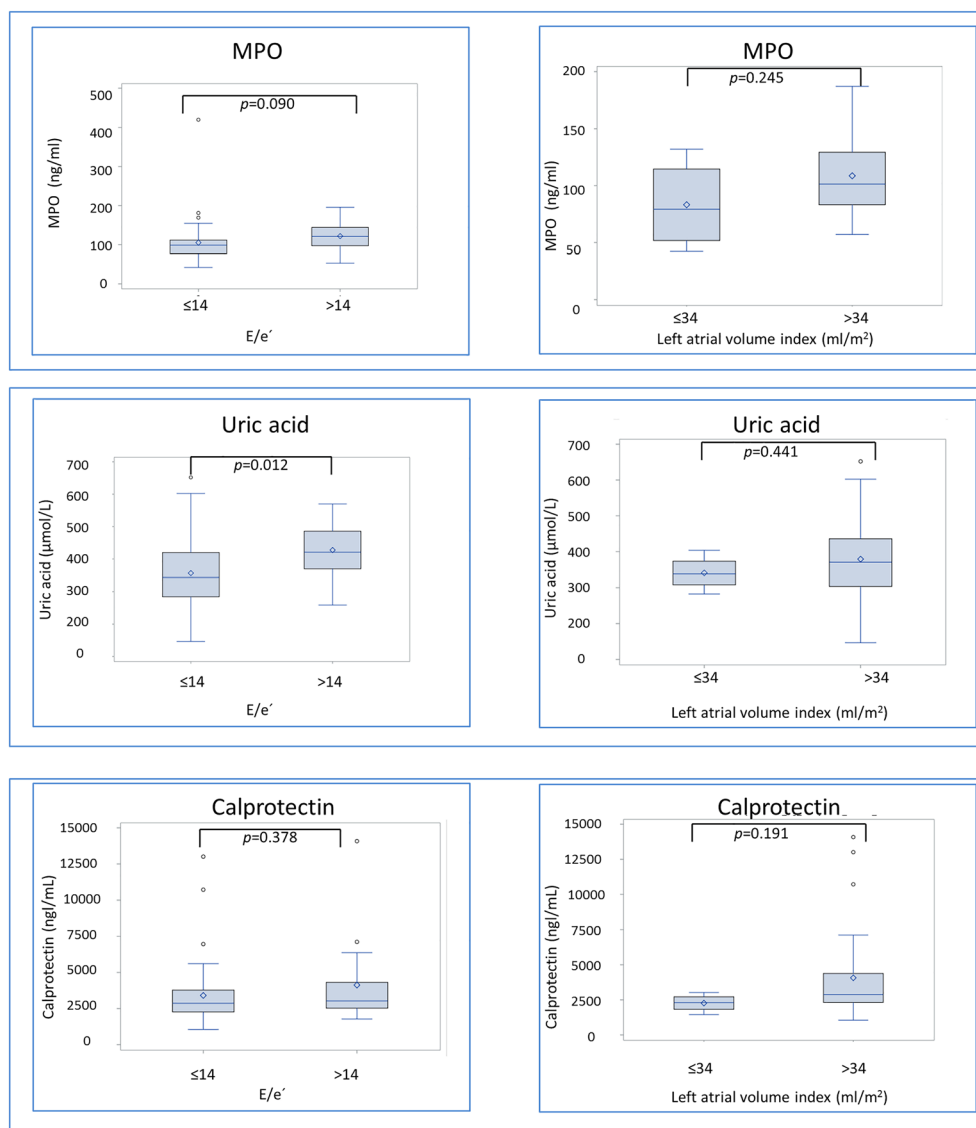 MPO
p=0.090
500
400
300
200
100
0
MPO (ng/ml)
≤14
>14
E/e´
MPO
p=0.245
200
150
100
50
0
MPO (ng/ml)
≤34
>34
Left atrial volume index (ml/m²)
Uric acid
p=0.012
700
600
500
400
300
200
0
Uric acid (µmol/L)
≤14
>14
E/e´
Uric acid
p=0.441
700
600
500
400
300
200
0
Uric acid (µmol/L)
≤34
>34
Left atrial volume index (ml/m²)
Calprotectin
p=0.378
15000
12500
10000
7500
5000
2500
0
Calprotectin (ngl/mL)
≤14
>14
E/e´
Calprotectin
p=0.191
15000
12500
10000
7500
5000
2500
0
Calprotectin (ngl/mL)
≤34
>34
Left atrial volume index (ml/m²)